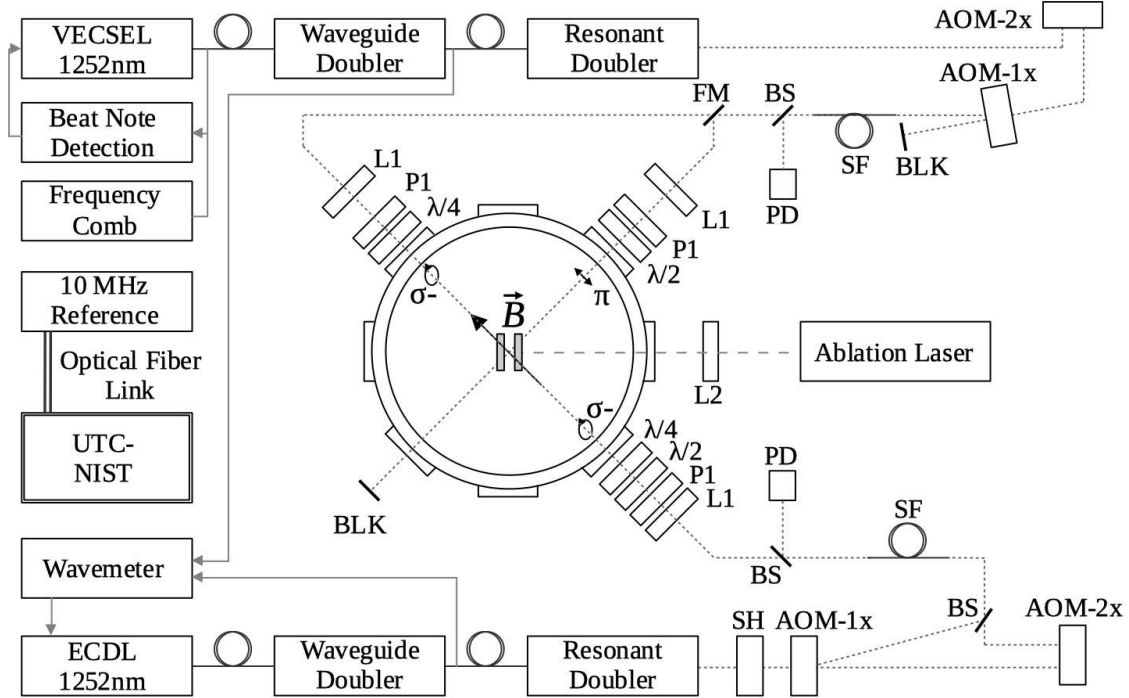 VECSEL
1252nm
Waveguide
Doubler
Resonant
Doubler
AOM-2x
AOM-1x
FM
BS
SF
BLK
PD
Beat Note
Detection
Frequency
Comb
10 MHz
Reference
Optical Fiber
Link
UTC-
NIST
L1
P1
λ/4
L1
P1
λ/2
σ-
π
B
σ-
Ablation Laser
L2
λ/4
λ/2
P1
L1
BLK
PD
SF
BS
BS
AOM-2x
Wavemeter
SH
AOM-1x
ECDL
1252nm
Waveguide
Doubler
Resonant
Doubler